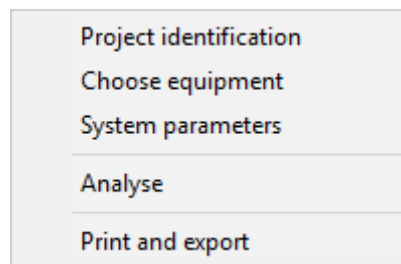 Project identification
Choose equipment
System parameters
Analyse
Print and export